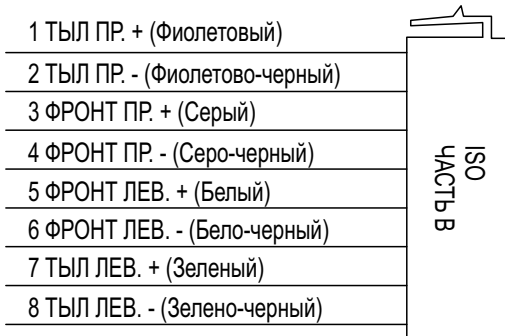 1 ТЫЛ ПР. + (Фиолетовый)
2 ТЫЛ ПР. - (Фиолетово-черный)
3 ФРОНТ ПР. + (Серый)
4 ФРОНТ ПР. - (Серо-черный)
5 ФРОНТ ЛЕВ. + (Белый)
6 ФРОНТ ЛЕВ. - (Бело-черный)
7 ТЫЛ ЛЕВ. + (Зеленый)
8 ТЫЛ ЛЕВ. - (Зелено-черный)
ISO
ЧАСТЬ B